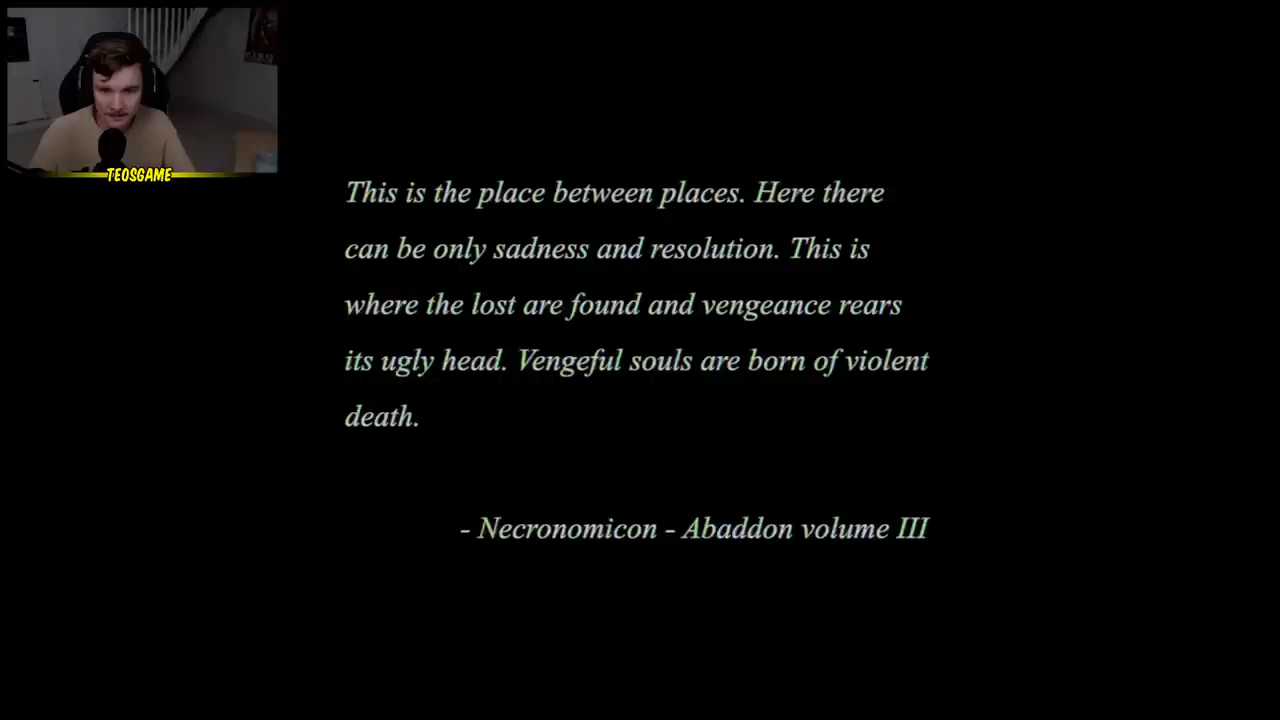 TEOSGAME
This is the place between places. Here there
can be only sadness and resolution. This is
where the lost are found and vengeance rears
its ugly head. Vengeful souls are born of violent
death.
- Necronomicon - Abaddon volume III